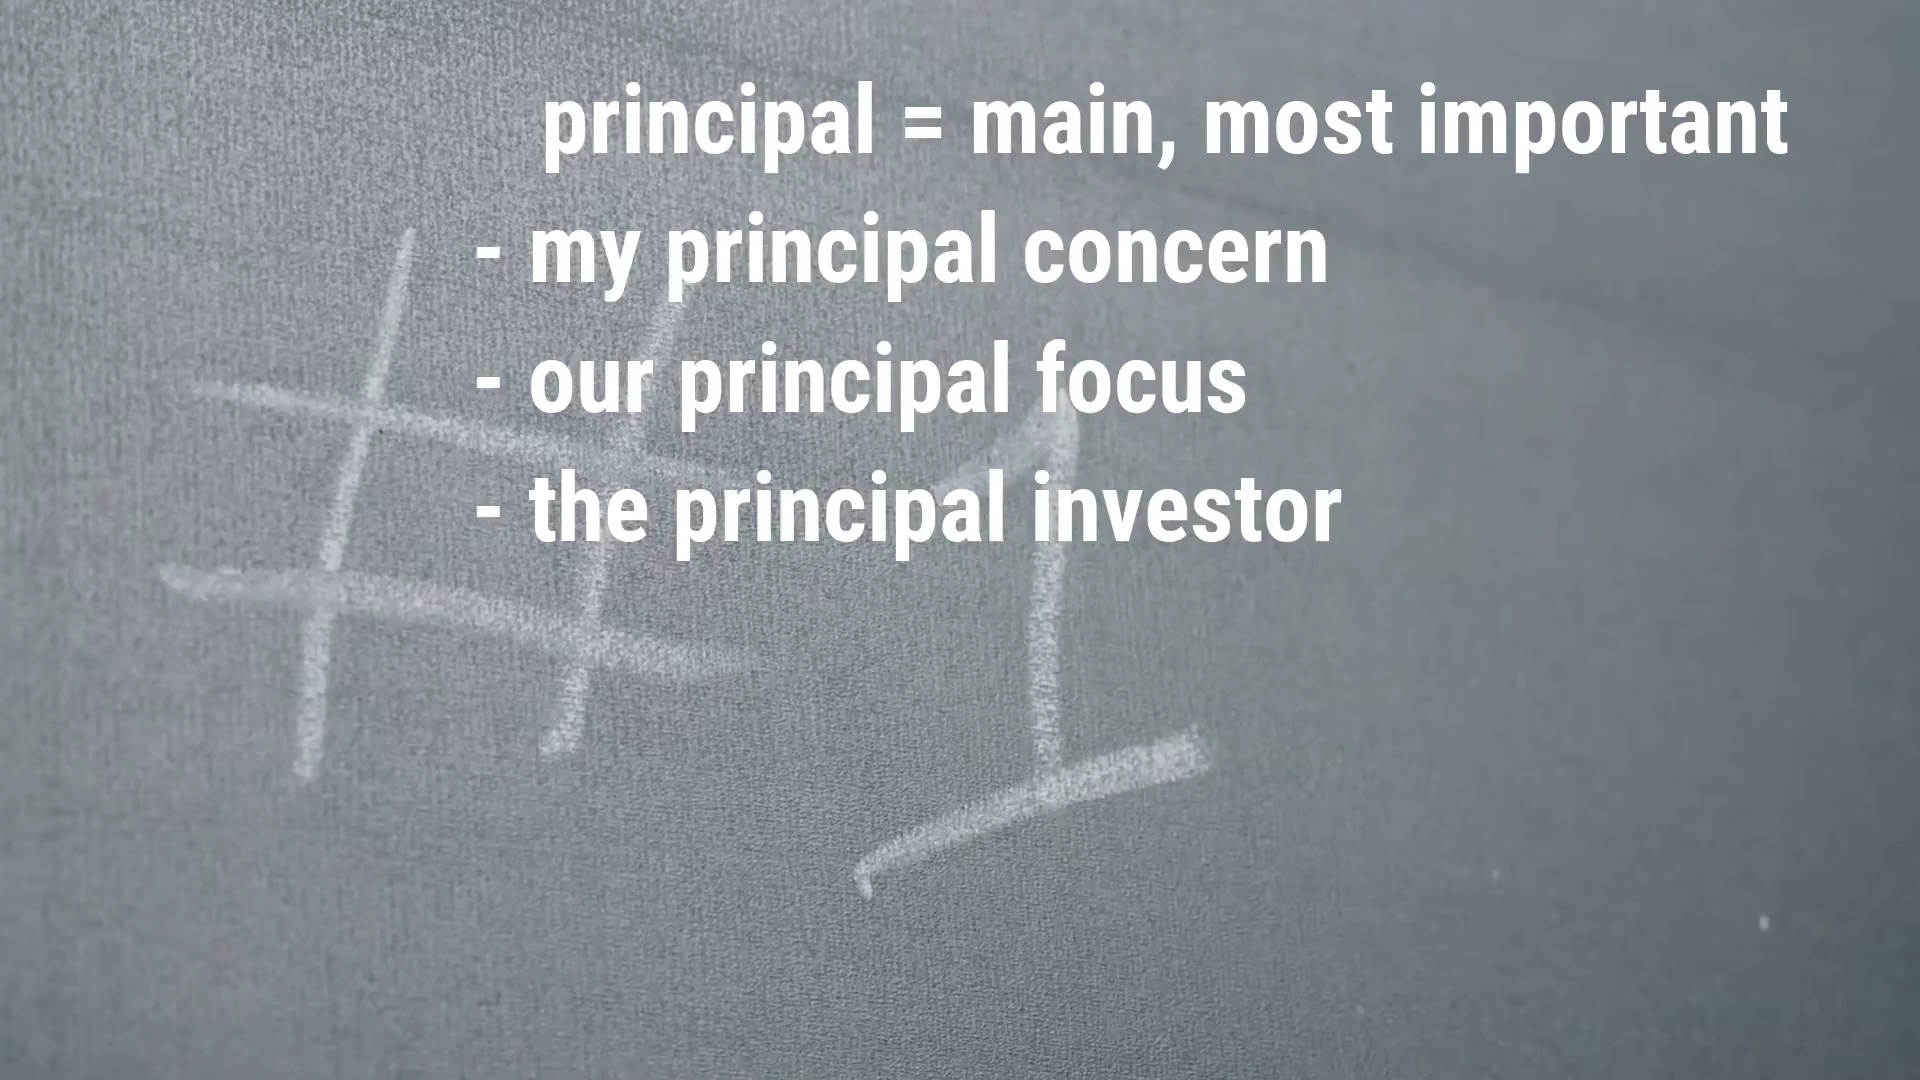 principal = main, most important
- my principal concern
- our principal focus
- the principal investor
#1